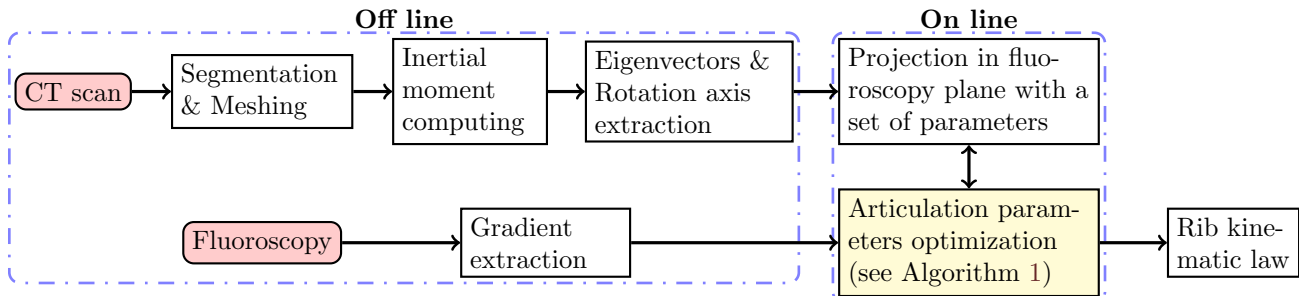 Off line
On line
CT scan
Segmentation
& Meshing
Inertial
moment
computing
Eigenvectors &
Rotation axis
extraction
Projection in fluo-
roscopy plane with a
set of parameters
Fluoroscopy
Gradient
extraction
Articulation param-
eters optimization
(see Algorithm 1)
Rib kine-
matic law